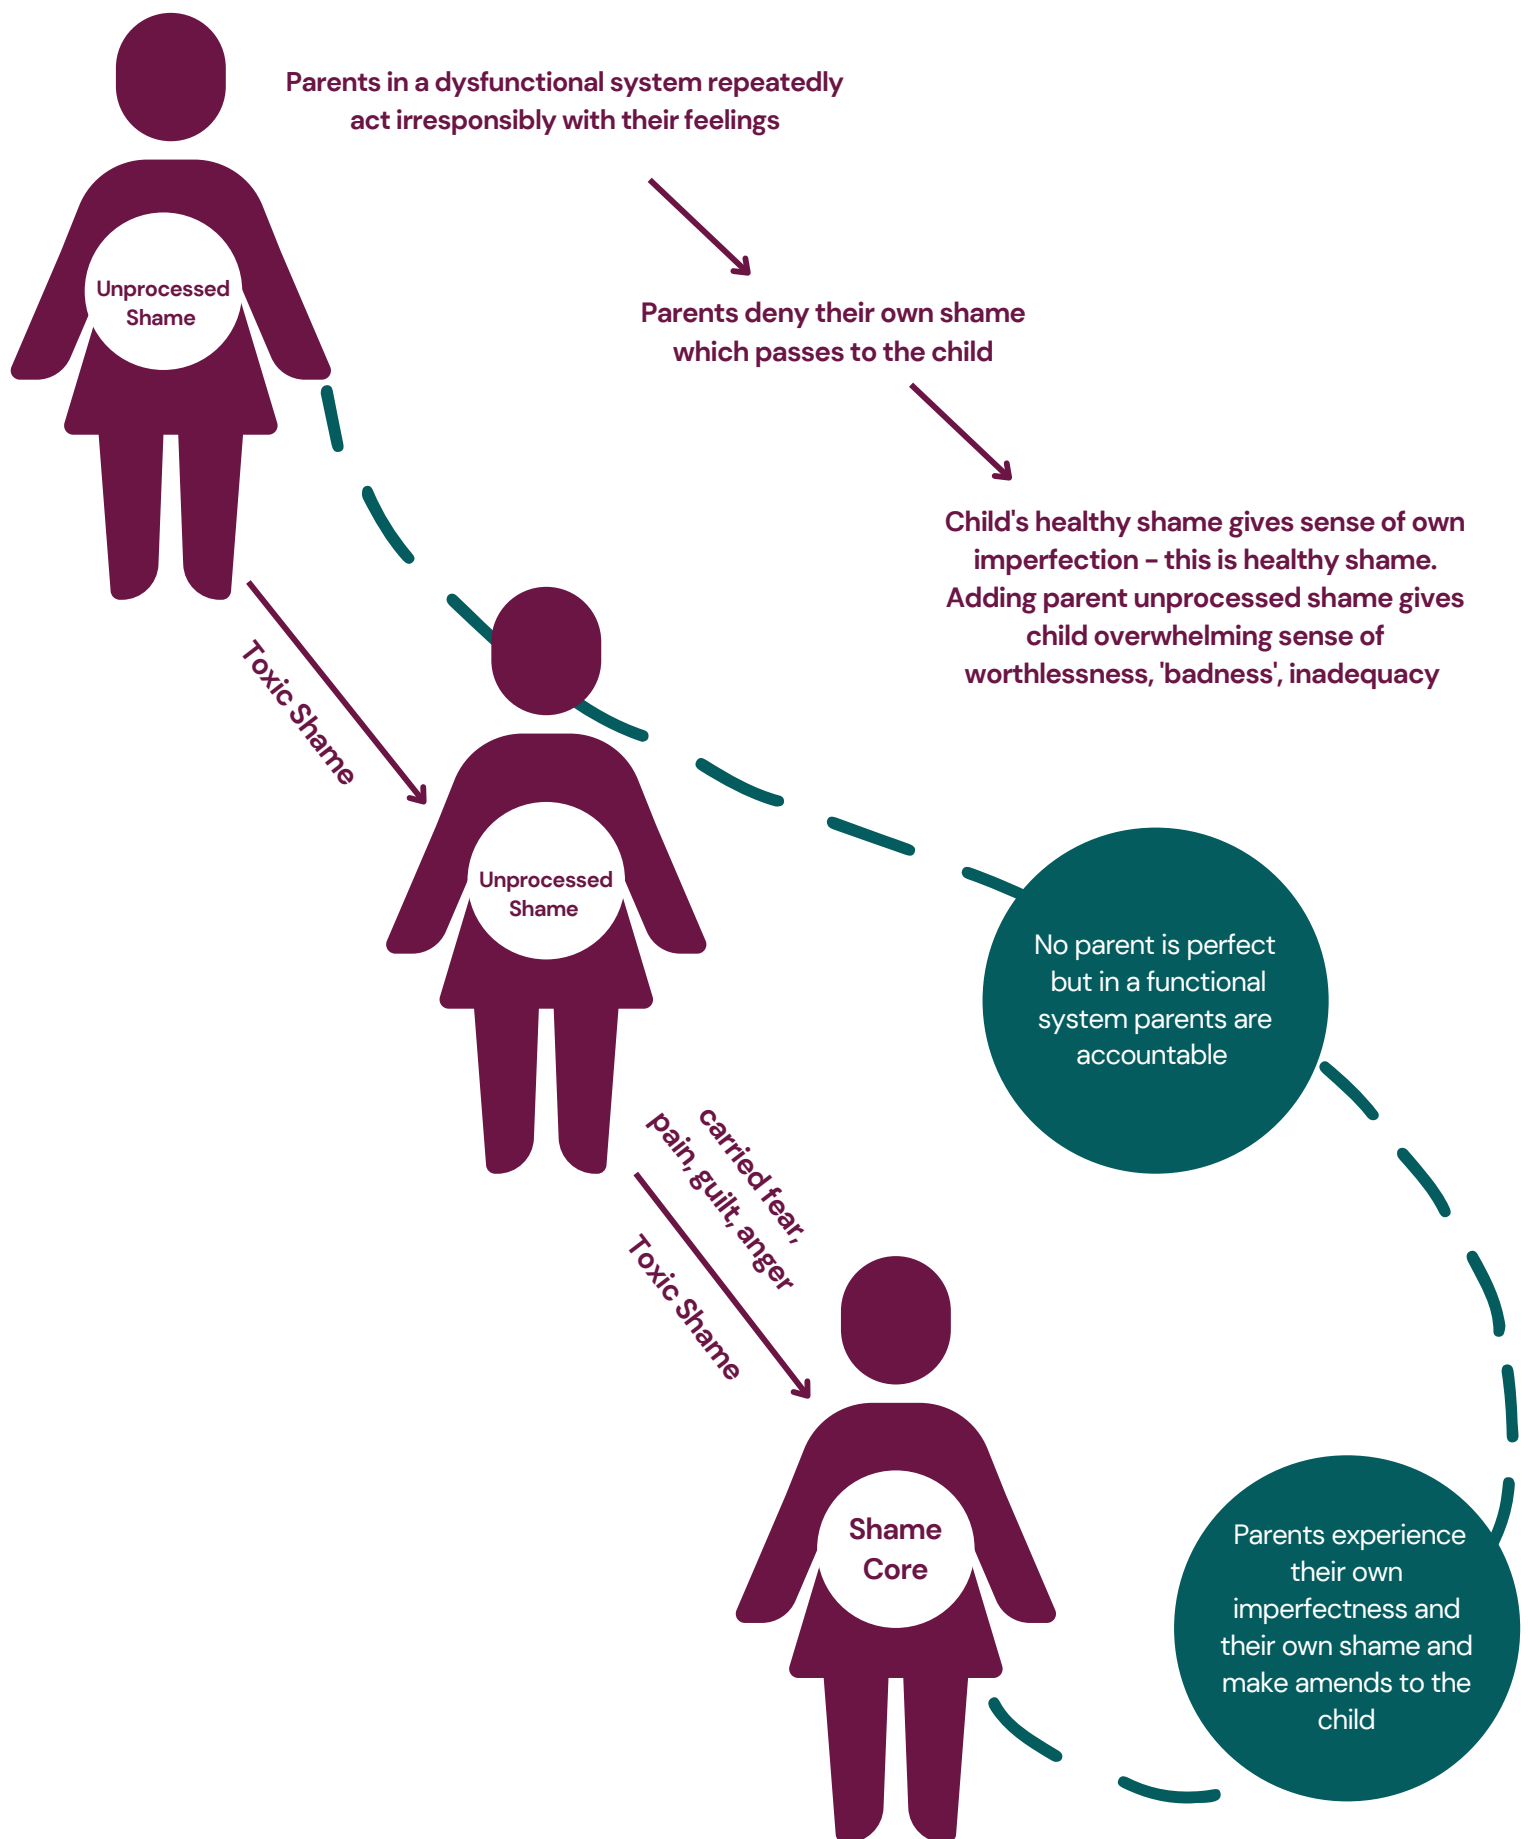 Parents in a dysfunctional system repeatedly
act irresponsibly with their feelings
Unprocessed
Shame
Parents deny their own shame
which passes to the child
Child's healthy shame gives sense of own
imperfection – this is healthy shame.
Adding parent unprocessed shame gives
child overwhelming sense of
worthlessness, 'badness', inadequacy
Toxic Shame
Unprocessed
Shame
No parent is perfect
but in a functional
system parents are
accountable
carried fear,
pain, guilt, anger
Toxic Shame
Shame
Core
Parents experience
their own
imperfectness and
their own shame and
make amends to the
child